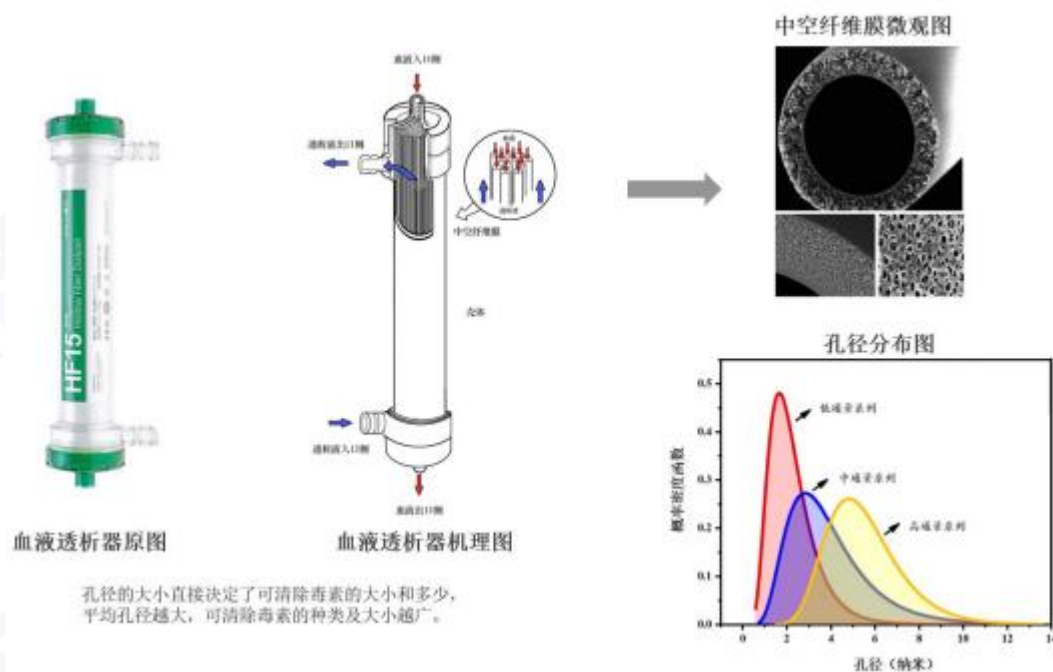 中空纤维膜微观图
血液入口侧
透析液出口侧
中空纤维膜
壳体
HF15
透析液入口侧
血液出口侧
血液透析器原图
血液透析器机理图
孔径的大小直接决定了可清除毒素的大小和多少，
平均孔径越大，可清除毒素的种类及大小越广。
孔径分布图
概率密度函数
0.5
0.4
0.3
0.2
0.1
0.0
低通量系列
中通量系列
高通量系列
0 2 4 6 8 10 12 14
孔径（纳米）